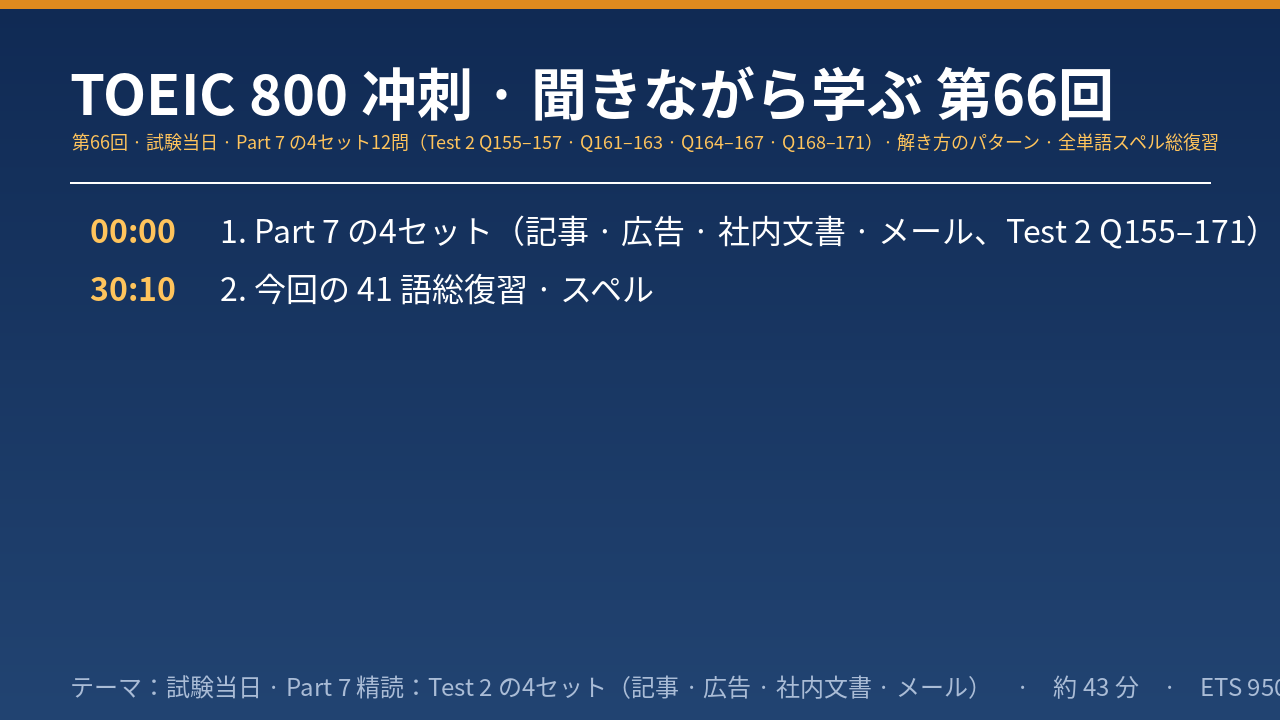 TOEIC 800 冲刺 · 聞きながら学ぶ 第66回
第66回 · 試験当日 · Part 7 の4セット12問（Test 2 Q155–157 · Q161–163 · Q164–167 · Q168–171） · 解き方のパターン · 全単語スペル総復習
00:00 1. Part 7 の4セット（記事 · 広告 · 社内文書 · メール、Test 2 Q155–171）
30:10 2. 今回の 41 語総復習 · スペル
テーマ：試験当日 · Part 7 精読：Test 2 の4セット（記事 · 広告 · 社内文書 · メール） · 約 43 分 · ETS 950